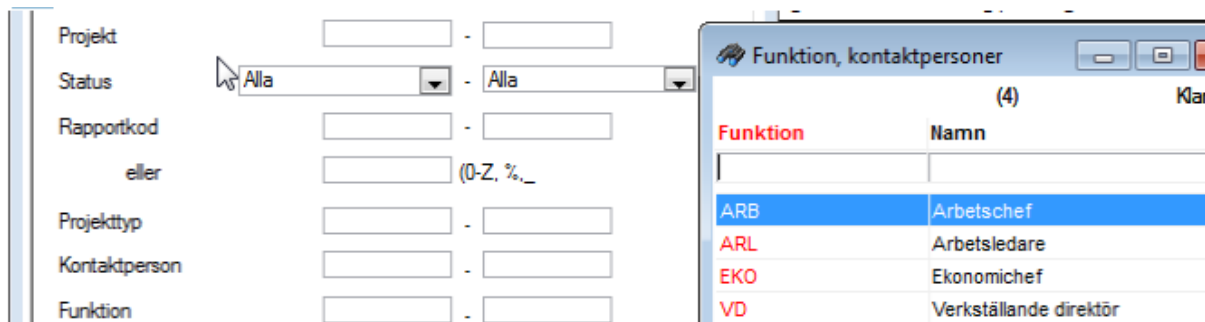 Projekt -
Status Alla - Alla
Rapportkod -
eller (0-Z, %,_
Projekttyp -
Kontaktperson -
Funktion -
Funktion, kontaktpersoner
(4) Klar
Funktion Namn
ARB Arbetschef
ARL Arbetsledare
EKO Ekonomichef
VD Verkställande direktör